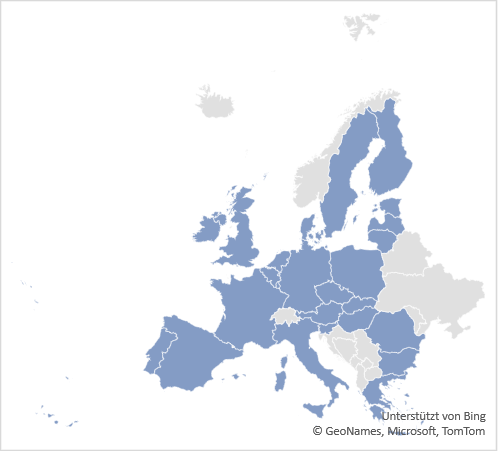 Unterstützt von Bing
© GeoNames, Microsoft, TomTom